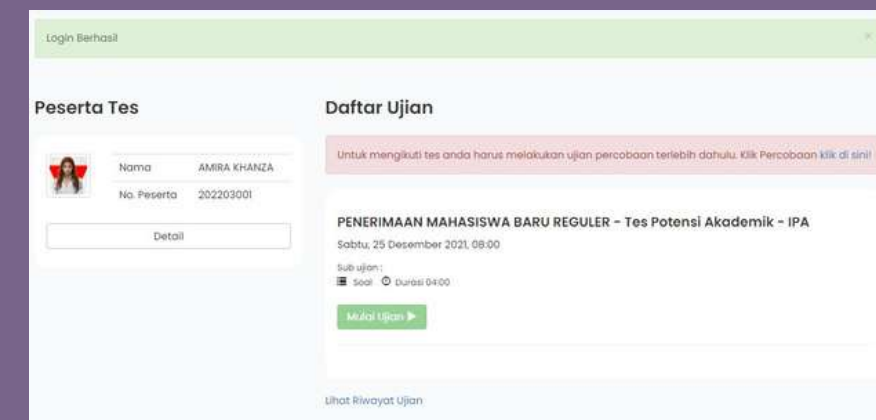 Login Berhasil
×
Peserta Tes
Nama AMIRA KHANZA
No. Peserta 202203001
Detail
Daftar Ujian
Untuk mengikuti tes anda harus melakukan ujian percobaan terlebih dahulu. Klik Percobaan klik di sini!
PENERIMAAN MAHASISWA BARU REGULER - Tes Potensi Akademik - IPA
Sabtu, 25 Desember 2021, 08:00
Sub ujian :
Soal Durasi 04:00
Mulai Ujian
Lihat Riwayat Ujian